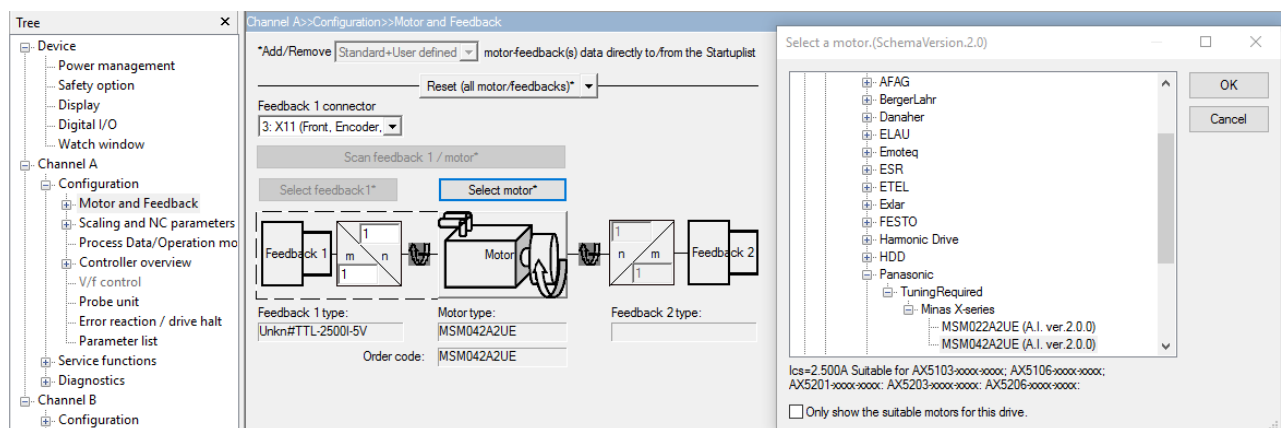 Tree
Device
Power management
Safety option
Display
Digital I/O
Watch window
Channel A
Configuration
Motor and Feedback
Scaling and NC parameters
Process Data/Operation mo
Controller overview
V/f control
Probe unit
Error reaction / drive halt
Parameter list
Service functions
Diagnostics
Channel B
Configuration
Channel A>>Configuration>>Motor and Feedback
*Add/Remove Standard+User defined motor-feedback(s) data directly to/from the Startuplist
Reset (all motor/feedbacks)*
Feedback 1 connector
3: X11 (Front, Encoder,
Scan feedback 1 / motor*
Select feedback1* Select motor*
1 1
Feedback 1 m n Motor n m Feedback 2
1 1
Feedback 1 type: Motor type: Feedback 2 type:
Unkn#TTL-2500I-5V MSM042A2UE
Order code: MSM042A2UE
Select a motor.(SchemaVersion.2.0)
AFAG
BergerLahr
Danaher
ELAU
Emoteq
ESR
ETEL
Exlar
FESTO
Harmonic Drive
HDD
Panasonic
TuningRequired
Minas X-series
MSM022A2UE (A.I. ver.2.0.0)
MSM042A2UE (A.I. ver.2.0.0)
OK
Cancel
Ics=2.500A Suitable for AX5103-xxxx-xxxx; AX5106-xxxx-xxxx;
AX5201-xxxx-xxxx: AX5203-xxxx-xxxx: AX5206-xxxx-xxxx:
Only show the suitable motors for this drive.